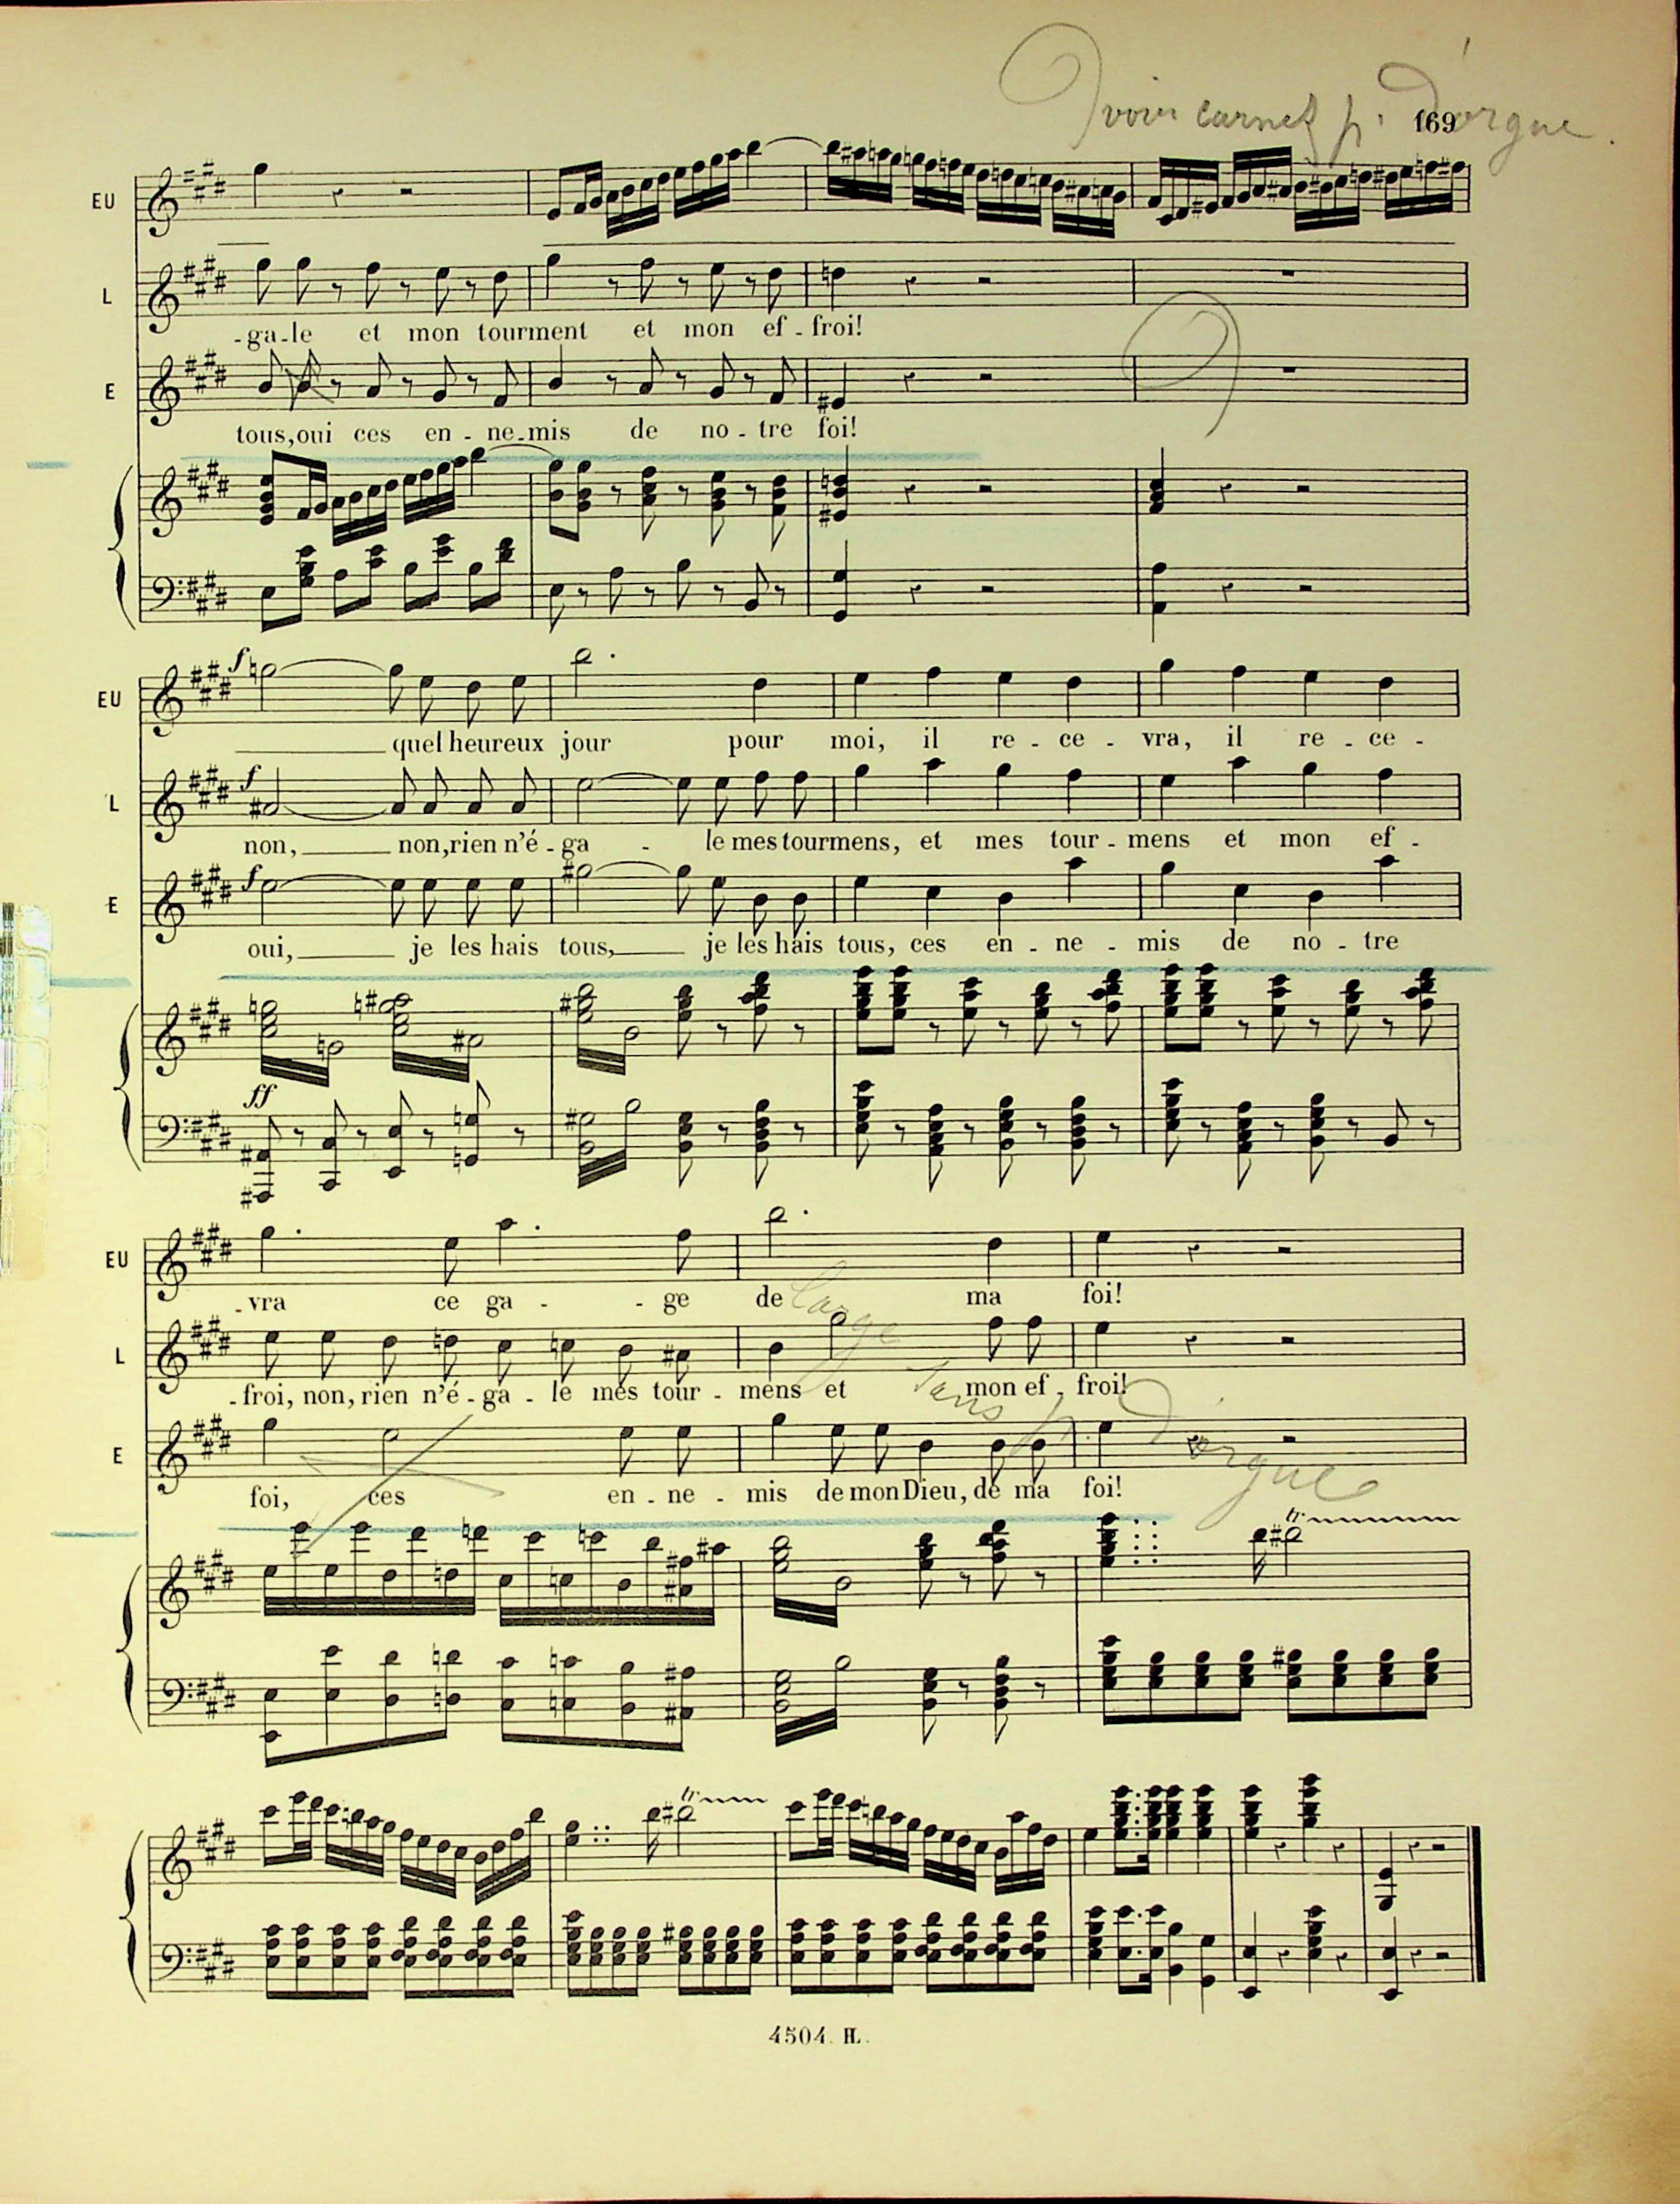 voir carnet p. d'orgue.
169
EU
L
- ga - le et mon tourment et mon ef - froi!
E
tous, oui ces en - ne - mis de no - tre foi!
EU
f
quel heureux jour pour moi, il re - ce - vra, il re - ce -
L
f
non, non, rien n'é - ga - le mes tourmens, et mes tour - mens et mon ef -
E
f
oui, je les hais tous, je les hais tous, ces en - ne - mis de no - tre
ff
EU
- vra ce ga - - ge de ma foi!
large
L
- froi, non, rien n'é - ga - le mes tour - mens et mon ef - froi!
sans p. d'orgue
E
foi, ces en - ne - mis de mon Dieu, de ma foi!
tr
tr
4504. H.